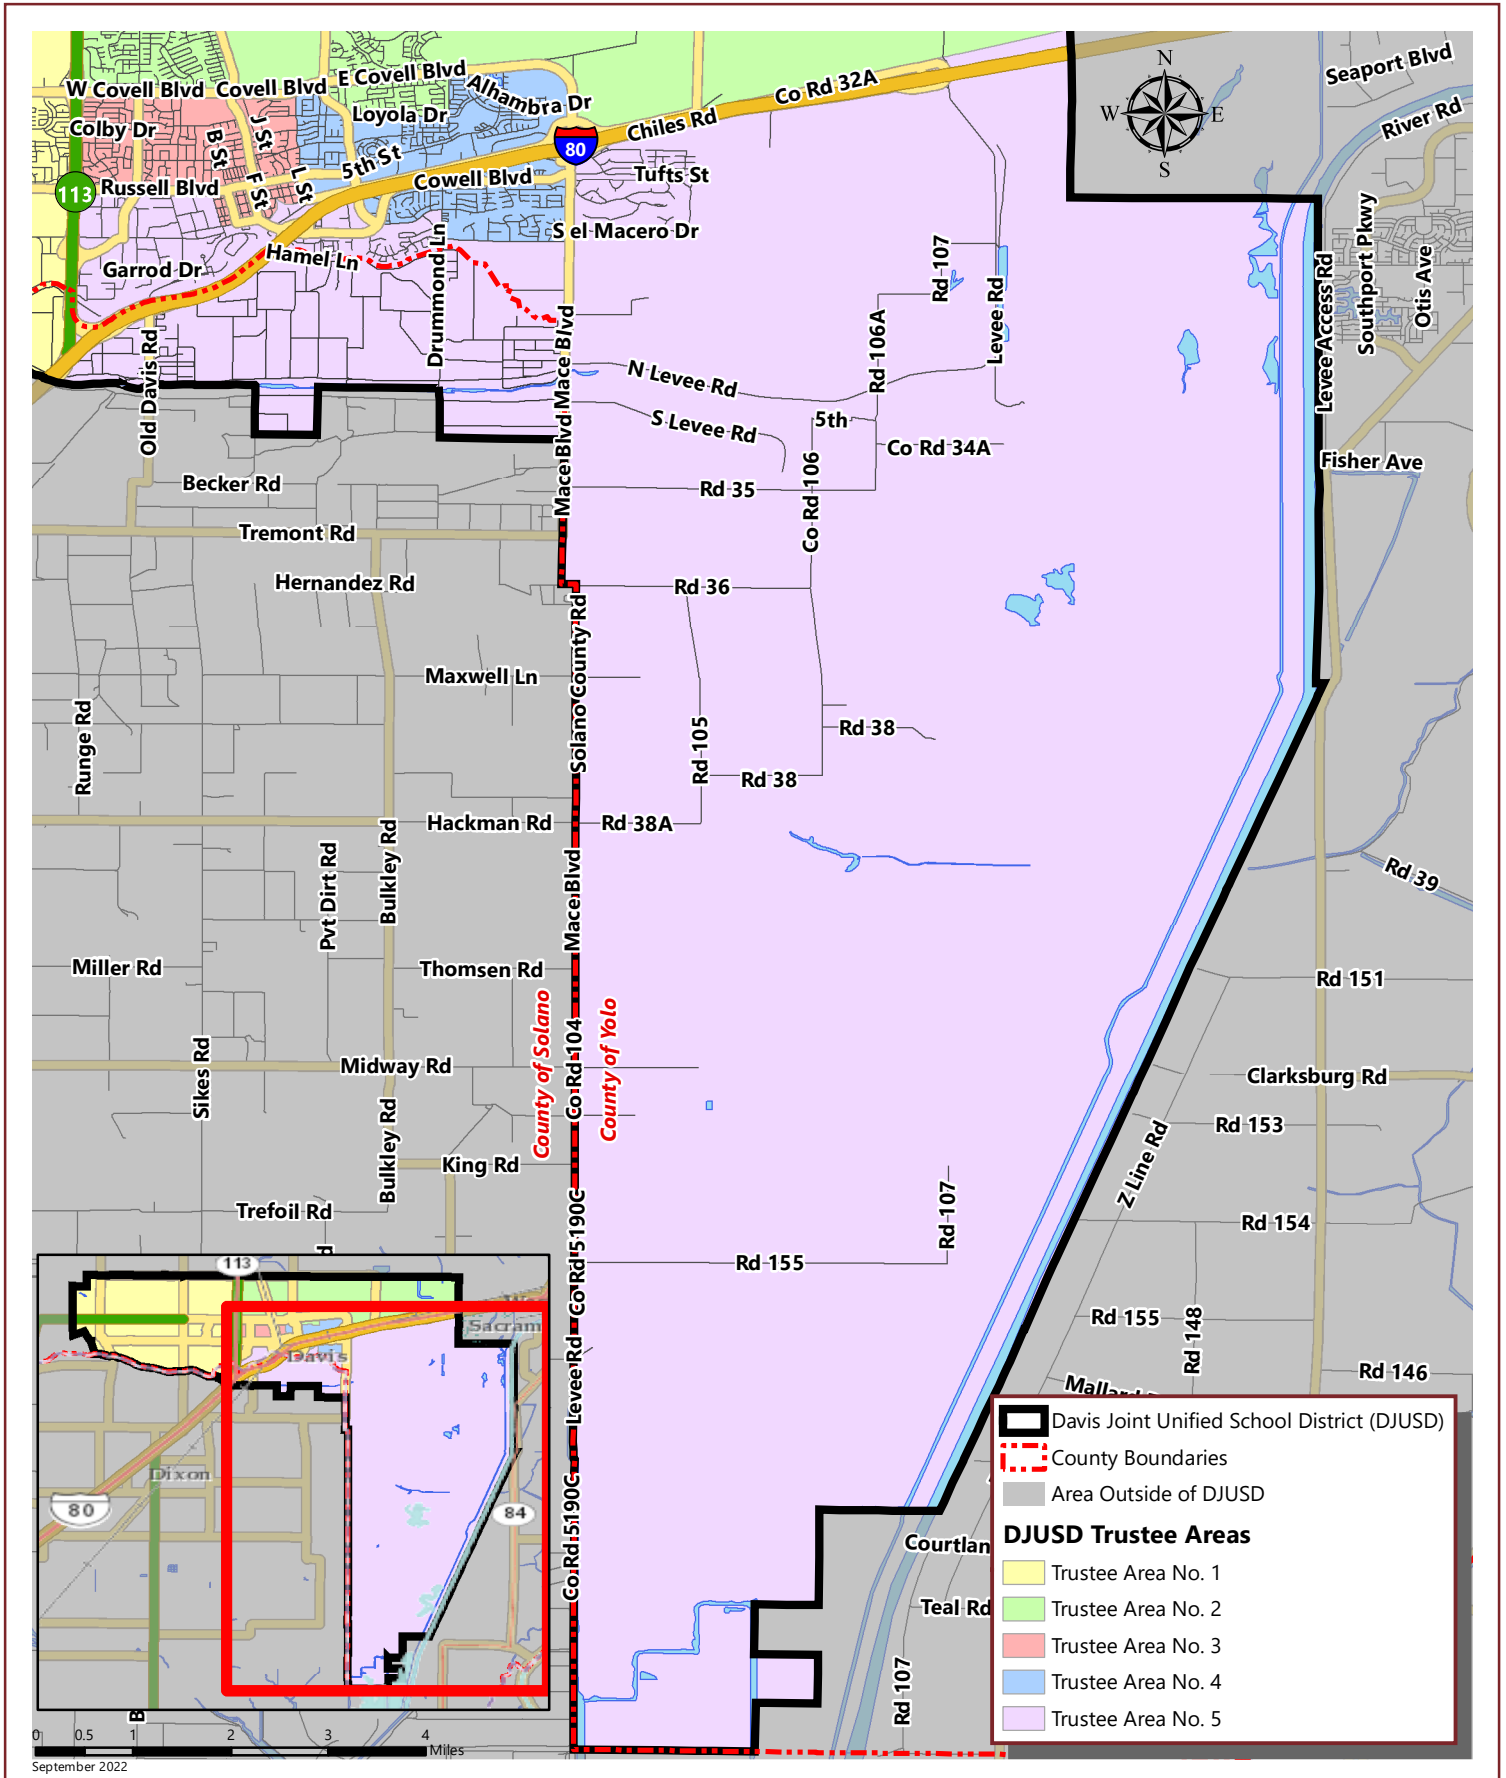 Seaport Blvd
River Rd
N
W
E
S
Co Rd 32A
Chiles Rd
W Covell Blvd
Covell Blvd
E Covell Blvd
Alhambra Dr
Loyola Dr
Colby Dr
B St
J St
5th St
80
Cowell Blvd
Tufts St
113
Russell Blvd
F St
L St
S el Macero Dr
Hamel Ln
Garrod Dr
Drummond Ln
Old Davis Rd
Mace Blvd
Mace Blvd
Rd 107
Rd 106A
Levee Rd
Levee Access Rd
Southport Pkwy
Otis Ave
N Levee Rd
S Levee Rd
5th
Co Rd 34A
Fisher Ave
Becker Rd
Rd 35
Co Rd 106
Tremont Rd
Hernandez Rd
Rd 36
Solano County Rd
Maxwell Ln
Runge Rd
Rd 105
Rd 38
Rd 38
Hackman Rd
Rd 38A
Bulkley Rd
Pvt Dirt Rd
Mace Blvd
Rd 39
Miller Rd
Thomsen Rd
Rd 151
County of Solano
County of Yolo
Co Rd 104
Sikes Rd
Midway Rd
Clarksburg Rd
Rd 153
Z Line Rd
Bulkley Rd
King Rd
Trefoil Rd
Rd 154
Co Rd 5190C
Rd 107
Rd 155
Rd 155
Rd 148
Rd 146
Levee Rd
Co Rd 5190C
Courtlan
Teal Rd
Rd 107
113
Sacram
Davis
Dixon
80
84
B
0 0.5 1 2 3 4
Miles
September 2022
Davis Joint Unified School District (DJUSD)
County Boundaries
Area Outside of DJUSD
DJUSD Trustee Areas
Trustee Area No. 1
Trustee Area No. 2
Trustee Area No. 3
Trustee Area No. 4
Trustee Area No. 5